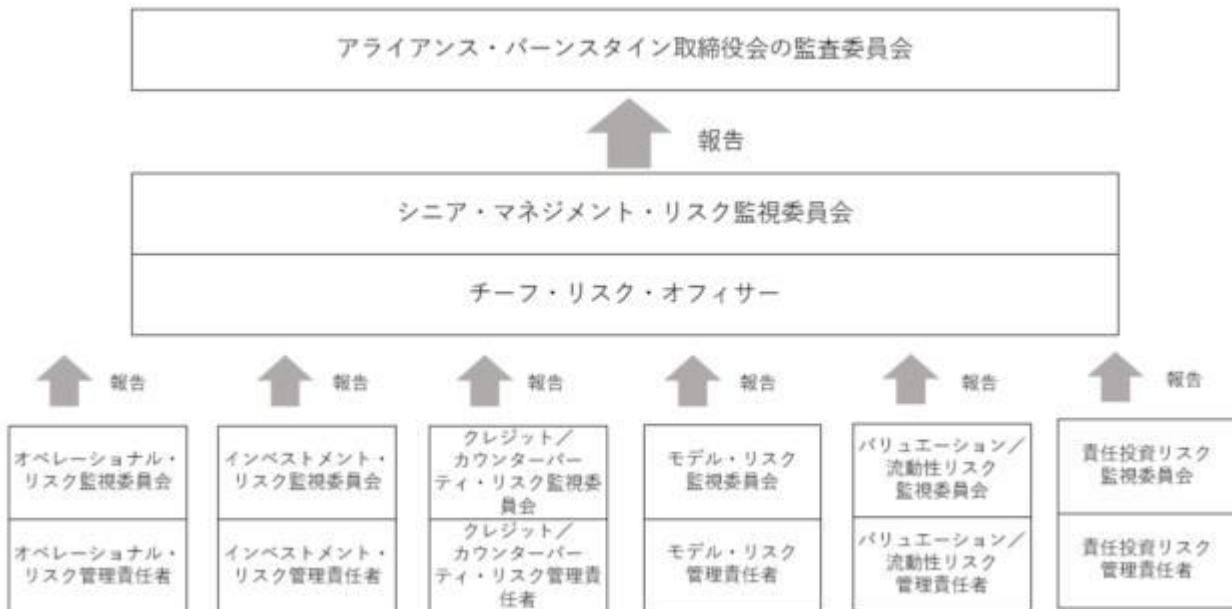 アライアンス・バーンスタイン取締役会の監査委員会
報告
シニア・マネジメント・リスク監視委員会
チーフ・リスク・オフィサー
報告
報告
報告
報告
報告
報告
オペレーショナル・
リスク監視委員会
インベストメント・
リスク監視委員会
クレジット／
カウンターパー
ティ・リスク監視委
員会
モデル・リスク
監視委員会
バリュエーション／
流動性リスク
監視委員会
責任投資リスク
監視委員会
オペレーショナル・
リスク管理責任者
インベストメント・
リスク管理責任者
クレジット／
カウンターパー
ティ・リスク管理責
任者
モデル・リスク
管理責任者
バリュエーション／
流動性リスク
管理責任者
責任投資リスク
管理責任者